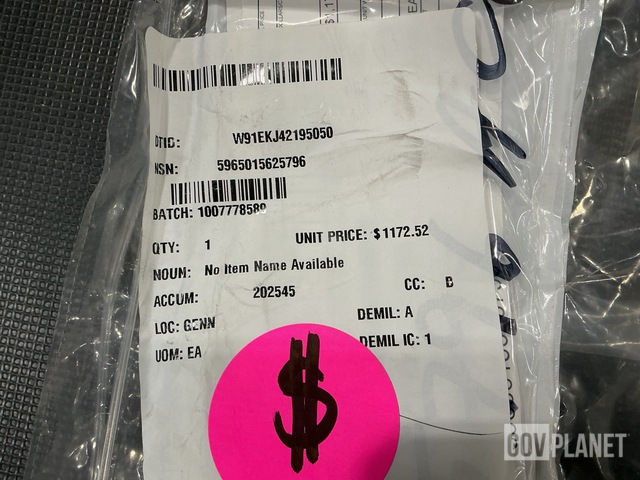 DTID: W91EKJ42195050
NSN: 5965015625796
BATCH: 1007778589
QTY: 1 UNIT PRICE: $1172.52
NOUN: No Item Name Available
ACCUM: 202545 CC: B
LOC: GENN DEMIL: A
UOM: EA DEMIL IC: 1
$
GOVPLANET